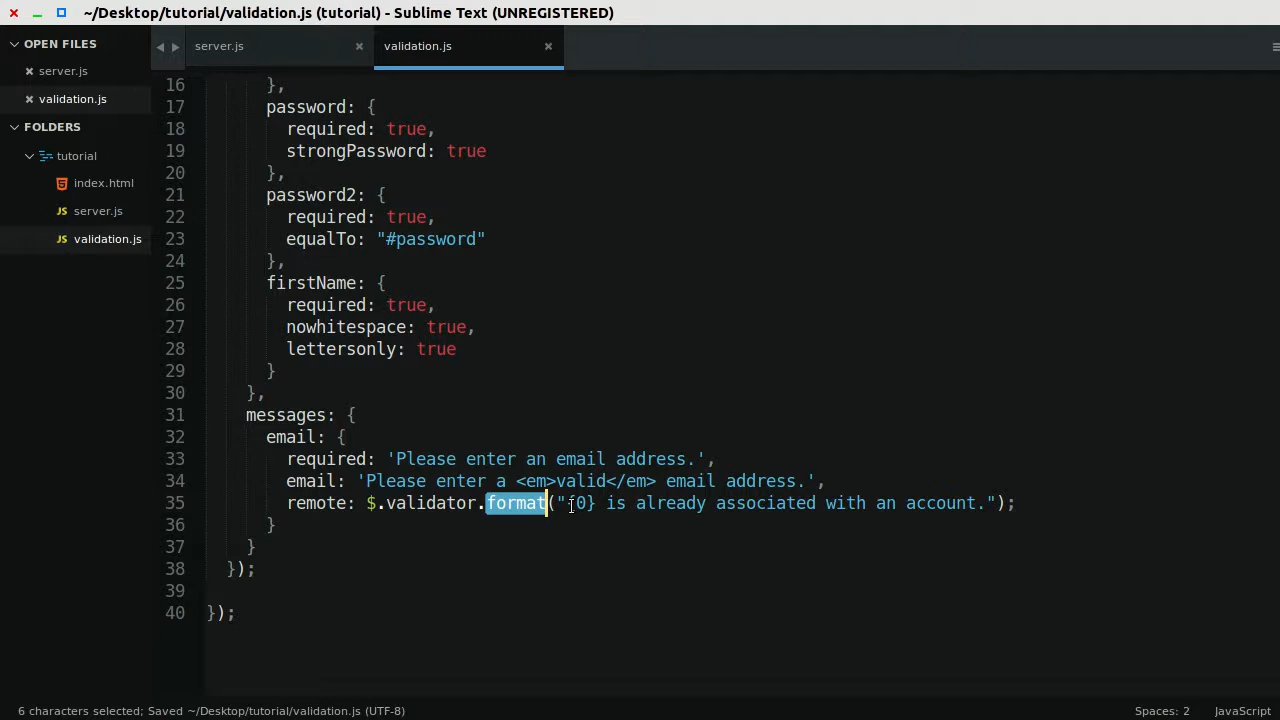 ~/Desktop/tutorial/validation.js (tutorial) - Sublime Text (UNREGISTERED)
OPEN FILES
server.js
validation.js
FOLDERS
tutorial
index.html
JS server.js
JS validation.js
server.js
validation.js
16 },
17 password: {
18 required: true,
19 strongPassword: true
20 },
21 password2: {
22 required: true,
23 equalTo: "#password"
24 },
25 firstName: {
26 required: true,
27 nowhitespace: true,
28 lettersonly: true
29 }
30 },
31 messages: {
32 email: {
33 required: 'Please enter an email address.',
34 email: 'Please enter a <em>valid</em> email address.',
35 remote: $.validator.format("{0} is already associated with an account.");
36 }
37 }
38 });
39
40 });
6 characters selected; Saved ~/Desktop/tutorial/validation.js (UTF-8)
Spaces: 2
JavaScript